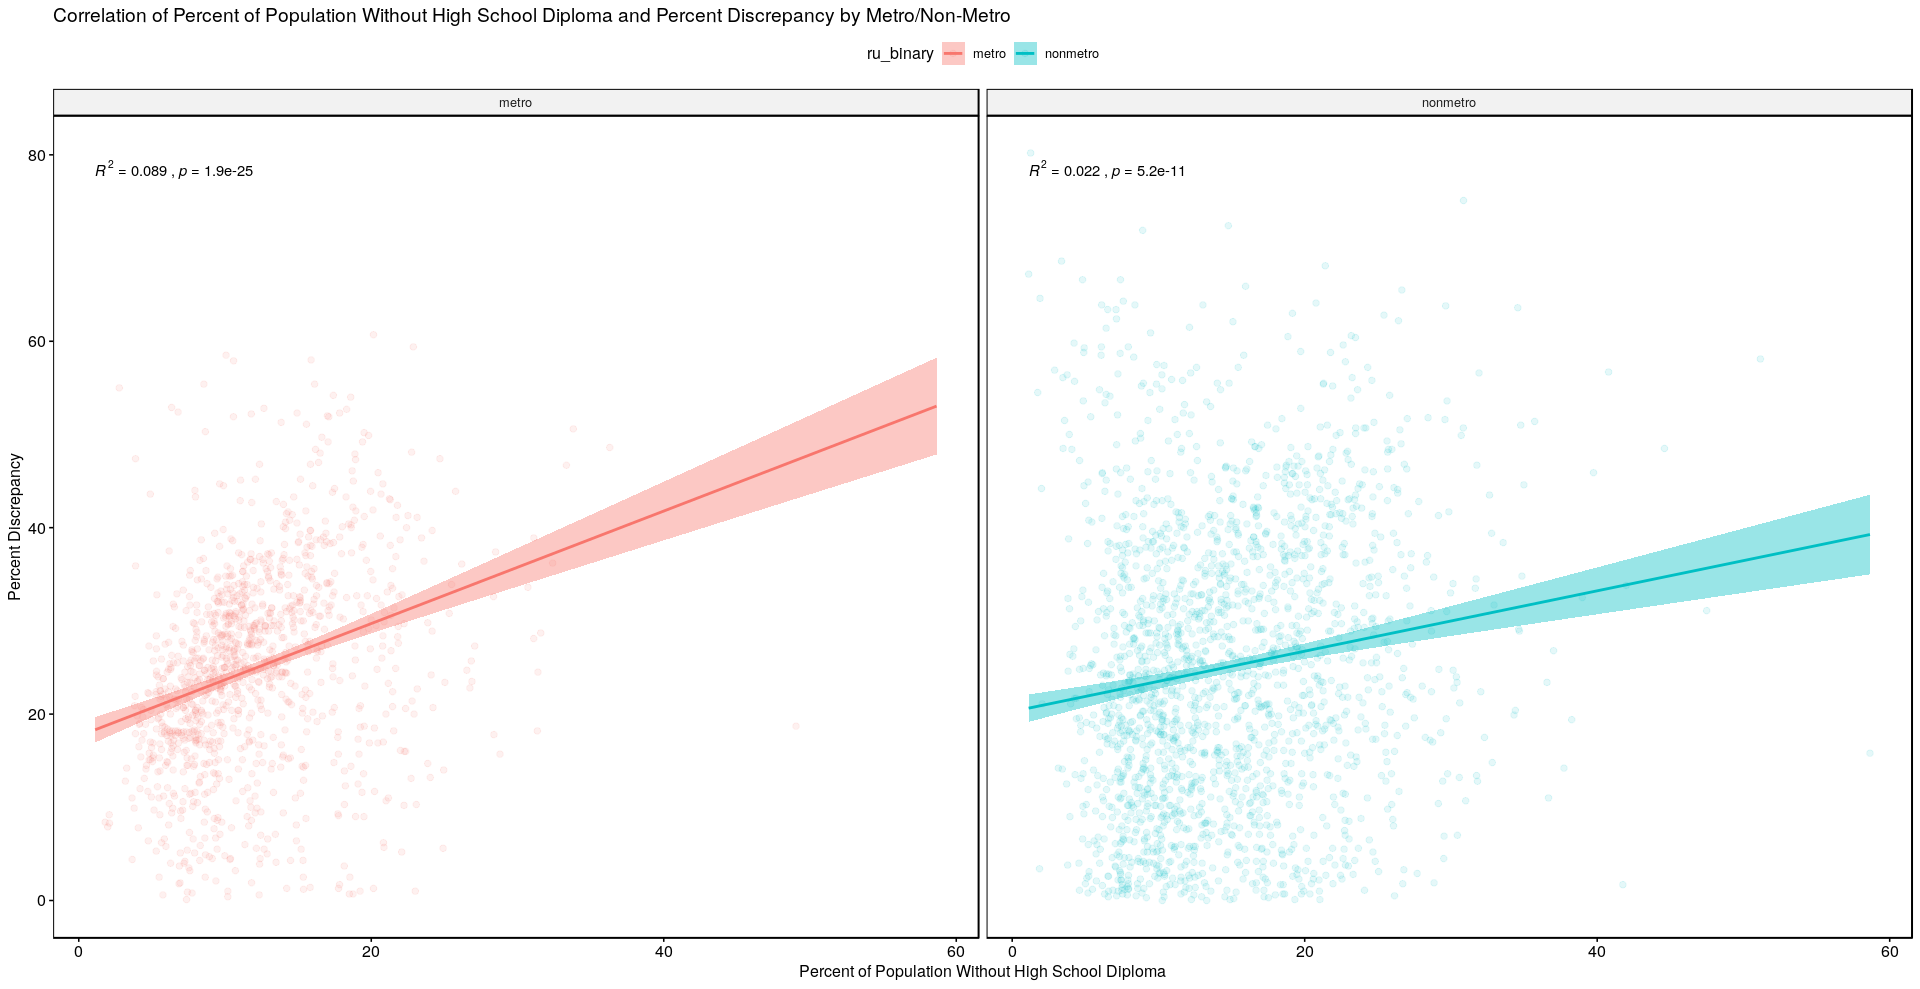 Correlation of Percent of Population Without High School Diploma and Percent Discrepancy by Metro/Non-Metro
ru_binary metro nonmetro
metro
nonmetro
R² = 0.089 , p = 1.9e-25
R² = 0.022 , p = 5.2e-11
Percent Discrepancy
80
60
40
20
0
0 20 40 60
0 20 40 60
Percent of Population Without High School Diploma